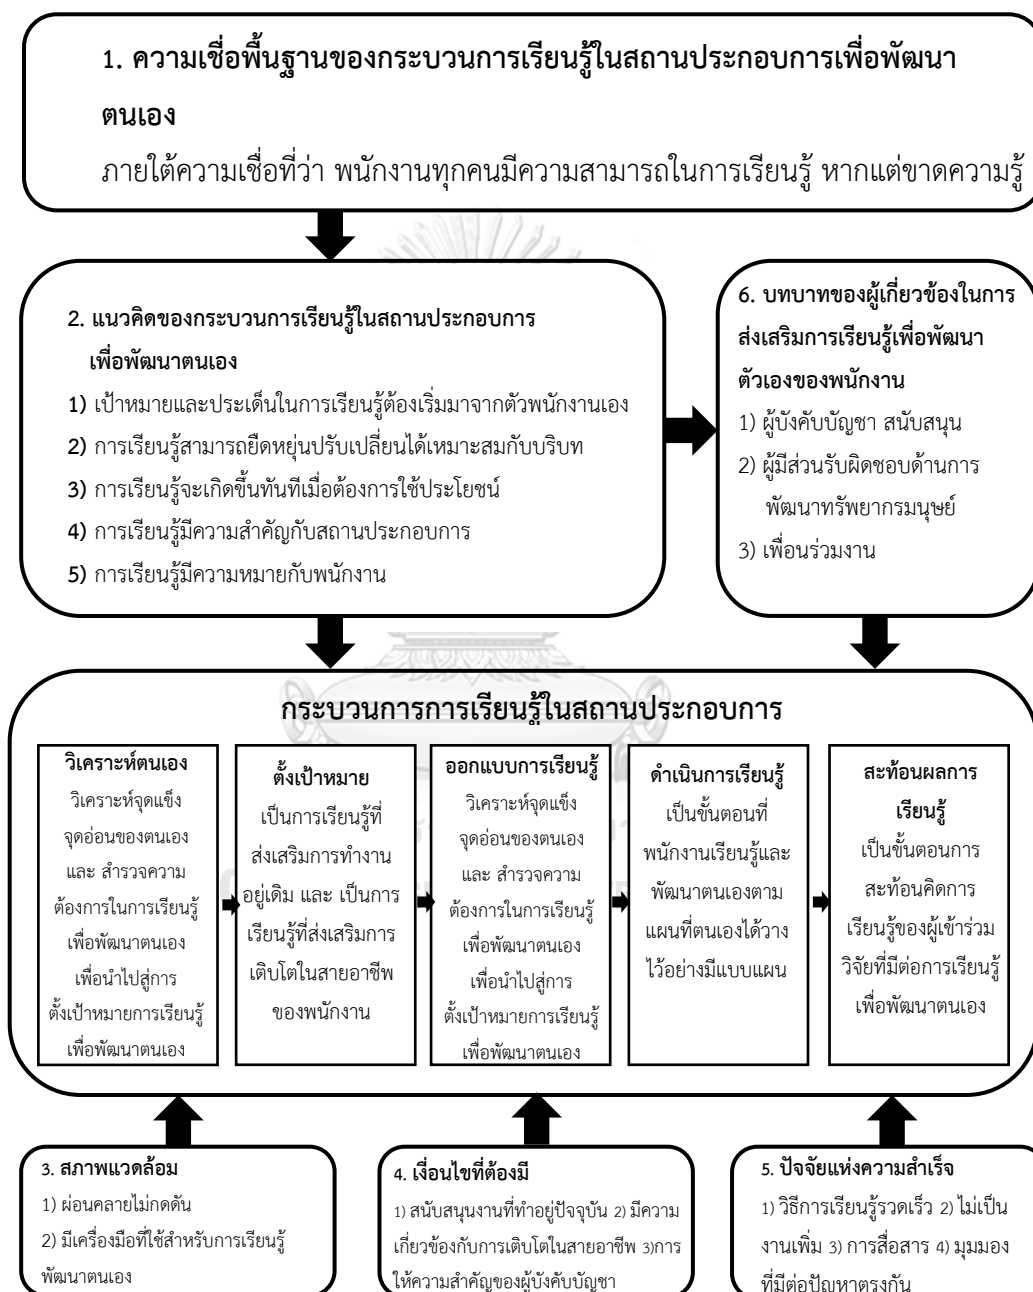 1. ความเชื่อพื้นฐานของกระบวนการเรียนรู้ในสถานประกอบการเพื่อพัฒนา
ตนเอง
ภายใต้ความเชื่อที่ว่า พนักงานทุกคนมีความสามารถในการเรียนรู้ หากแต่ขาดความรู้
2. แนวคิดของกระบวนการเรียนรู้ในสถานประกอบการ
เพื่อพัฒนาตนเอง
1) เป้าหมายและประเด็นในการเรียนรู้ต้องเริ่มมาจากตัวพนักงานเอง
2) การเรียนรู้สามารถยืดหยุ่นปรับเปลี่ยนได้เหมาะสมกับบริบท
3) การเรียนรู้จะเกิดขึ้นทันทีเมื่อต้องการใช้ประโยชน์
4) การเรียนรู้มีความสำคัญกับสถานประกอบการ
5) การเรียนรู้มีความหมายกับพนักงาน
6. บทบาทของผู้เกี่ยวข้องในการ
ส่งเสริมการเรียนรู้เพื่อพัฒนา
ตัวเองของพนักงาน
1) ผู้บังคับบัญชา สนับสนุน
2) ผู้มีส่วนรับผิดชอบด้านการ
พัฒนาทรัพยากรมนุษย์
3) เพื่อนร่วมงาน
กระบวนการการเรียนรู้ในสถานประกอบการ
วิเคราะห์ตนเอง
วิเคราะห์จุดแข็ง
จุดอ่อนของตนเอง
และ สำรวจความ
ต้องการในการเรียนรู้
เพื่อพัฒนาตนเอง
เพื่อนำไปสู่การ
ตั้งเป้าหมายการเรียนรู้
เพื่อพัฒนาตนเอง
ตั้งเป้าหมาย
เป็นการเรียนรู้ที่
ส่งเสริมการทำงาน
อยู่เดิม และ เป็นการ
เรียนรู้ที่ส่งเสริมการ
เติบโตในสายอาชีพ
ของพนักงาน
ออกแบบการเรียนรู้
วิเคราะห์จุดแข็ง
จุดอ่อนของตนเอง
และ สำรวจความ
ต้องการในการเรียนรู้
เพื่อพัฒนาตนเอง
เพื่อนำไปสู่การ
ตั้งเป้าหมายการเรียนรู้
เพื่อพัฒนาตนเอง
ดำเนินการเรียนรู้
เป็นขั้นตอนที่
พนักงานเรียนรู้และ
พัฒนาตนเองตาม
แผนที่ตนเองได้วาง
ไว้อย่างมีแบบแผน
สะท้อนผลการ
เรียนรู้
เป็นขั้นตอนการ
สะท้อนคิดการ
เรียนรู้ของผู้เข้าร่วม
วิจัยที่มีต่อการเรียนรู้
เพื่อพัฒนาตนเอง
3. สภาพแวดล้อม
1) ผ่อนคลายไม่กดดัน
2) มีเครื่องมือที่ใช้สำหรับการเรียนรู้
พัฒนาตนเอง
4. เงื่อนไขที่ต้องมี
1) สนับสนุนงานที่ทำอยู่ปัจจุบัน 2) มีความ
เกี่ยวข้องกับการเติบโตในสายอาชีพ 3)การ
ให้ความสำคัญของผู้บังคับบัญชา
5. ปัจจัยแห่งความสำเร็จ
1) วิธีการเรียนรู้รวดเร็ว 2) ไม่เป็น
งานเพิ่ม 3) การสื่อสาร 4) มุมมอง
ที่มีต่อปัญหาตรงกัน